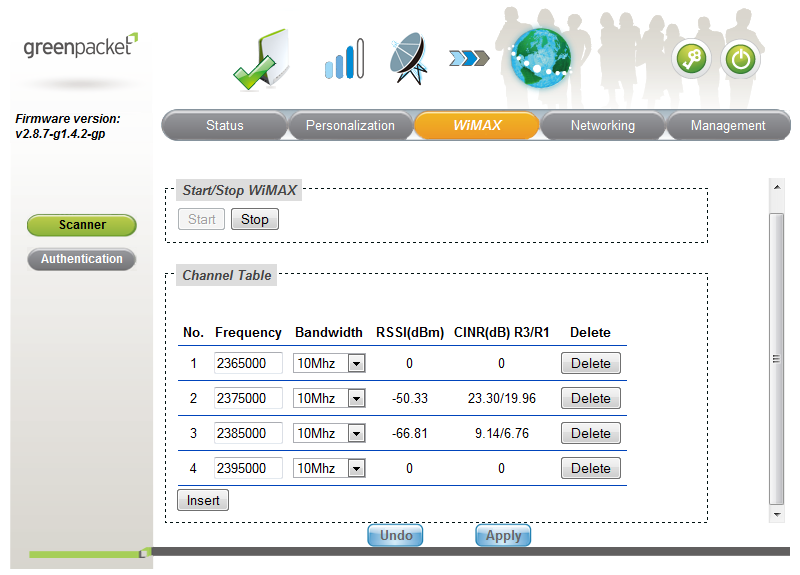 greenpacket
Firmware version:
v2.8.7-g1.4.2-gp
Status Personalization WiMAX Networking Management
Scanner
Authentication
Start/Stop WiMAX
Start Stop
Channel Table
No. Frequency Bandwidth RSSI(dBm) CINR(dB) R3/R1 Delete
1 2365000 10Mhz 0 0 Delete
2 2375000 10Mhz -50.33 23.30/19.96 Delete
3 2385000 10Mhz -66.81 9.14/6.76 Delete
4 2395000 10Mhz 0 0 Delete
Insert
Undo Apply